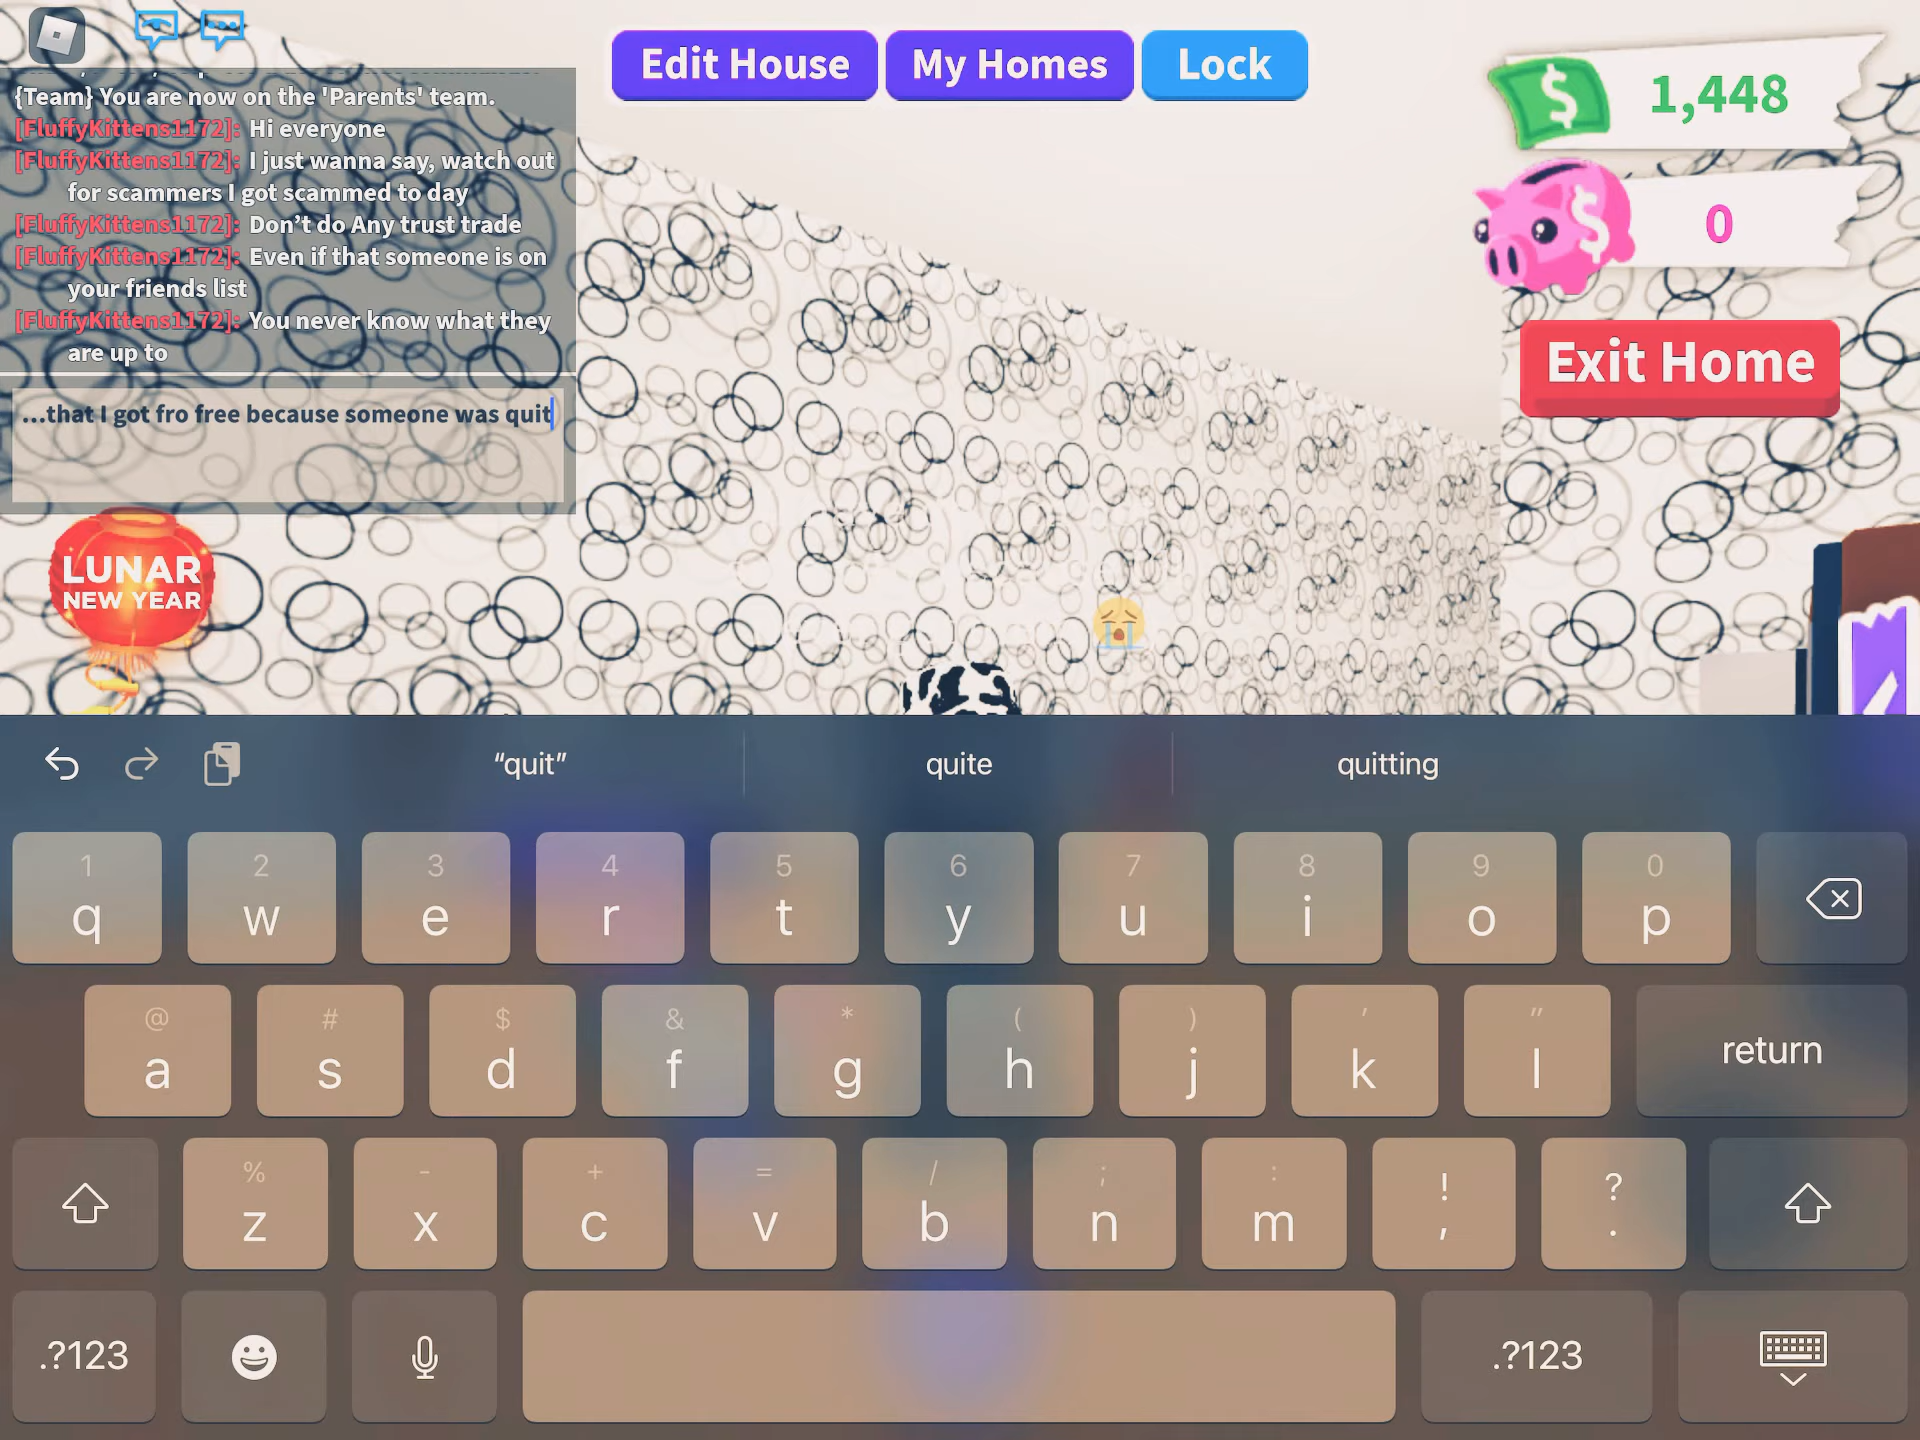 Edit House
My Homes
Lock
1,448
0
Exit Home
{Team} You are now on the 'Parents' team.
[FluffyKittens1172]: Hi everyone
[FluffyKittens1172]: I just wanna say, watch out
for scammers I got scammed to day
[FluffyKittens1172]: Don't do Any trust trade
[FluffyKittens1172]: Even if that someone is on
your friends list
[FluffyKittens1172]: You never know what they
are up to
...that I got fro free because someone was quit
LUNAR
NEW YEAR
"quit"
quite
quitting
1 2 3 4 5 6 7 8 9 0
q w e r t y u i o p
@ # $ & * ( ) ' "
a s d f g h j k l
return
% - + = / ; : ! ?
z x c v b n m , .
.?123
.?123